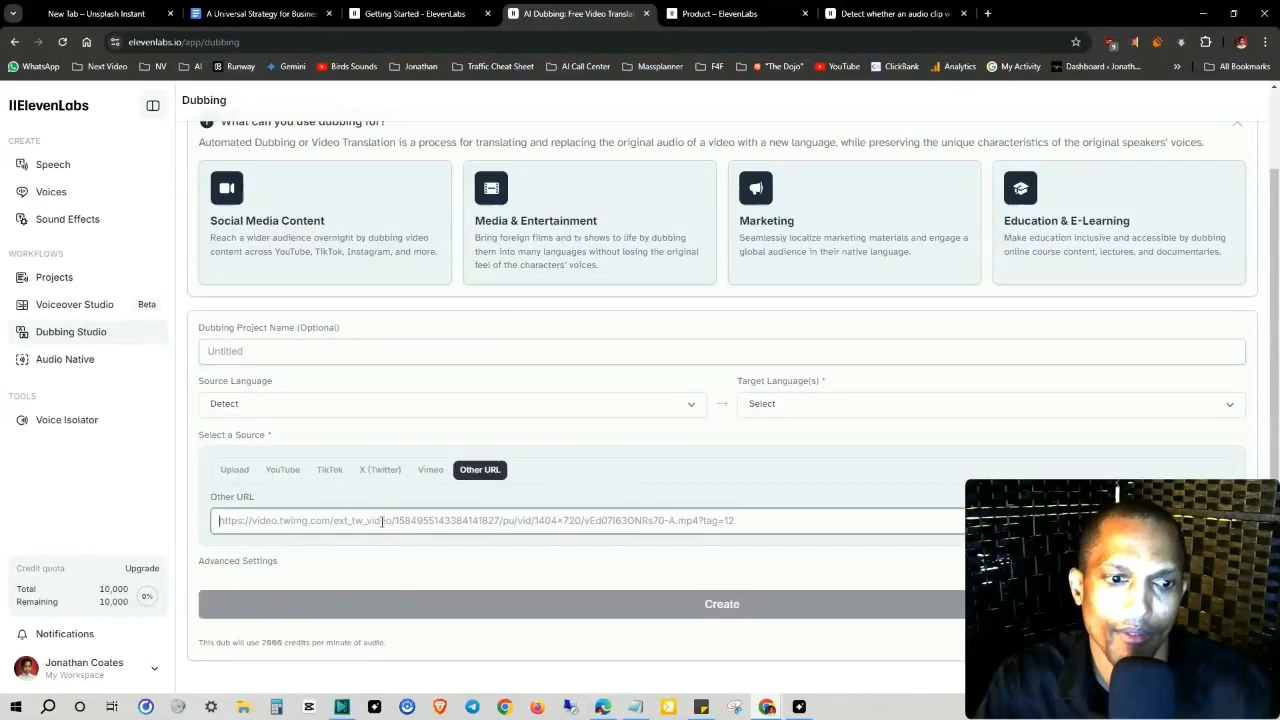 New Tab – Unsplash Instant
A Universal Strategy for Business
Getting Started - ElevenLabs
AI Dubbing: Free Video Translat
Product – ElevenLabs
Detect whether an audio clip w
elevenlabs.io/app/dubbing
WhatsApp
Next Video
NV
AI
Runway
Gemini
Birds Sounds
Jonathan
Traffic Cheat Sheet
AI Call Center
Massplanner
F4F
"The Dojo"
YouTube
ClickBank
Analytics
My Activity
Dashboard ‹ Jonath...
All Bookmarks
IIElevenLabs
Dubbing
CREATE
Speech
Voices
Sound Effects
WORKFLOWS
Projects
Voiceover Studio Beta
Dubbing Studio
Audio Native
TOOLS
Voice Isolator
Credit quota Upgrade
Total 10,000
Remaining 10,000
0%
Notifications
Jonathan Coates
My Workspace
What can you use dubbing for?
Automated Dubbing or Video Translation is a process for translating and replacing the original audio of a video with a new language, while preserving the unique characteristics of the original speakers' voices.
Social Media Content
Reach a wider audience overnight by dubbing video
content across YouTube, TikTok, Instagram, and more.
Media & Entertainment
Bring foreign films and tv shows to life by dubbing
them into many languages without losing the original
feel of the characters' voices.
Marketing
Seamlessly localize marketing materials and engage a
global audience in their native language.
Education & E-Learning
Make education inclusive and accessible by dubbing
online course content, lectures, and documentaries.
Dubbing Project Name (Optional)
Untitled
Source Language
Detect
Target Language(s) *
Select
Select a Source *
Upload YouTube TikTok X (Twitter) Vimeo Other URL
Other URL
https://video.twimg.com/ext_tw_video/1584955143384141827/pu/vid/1404×720/vEd07I63ONRs70-A.mp4?tag=12
Advanced Settings
Create
This dub will use 2000 credits per minute of audio.